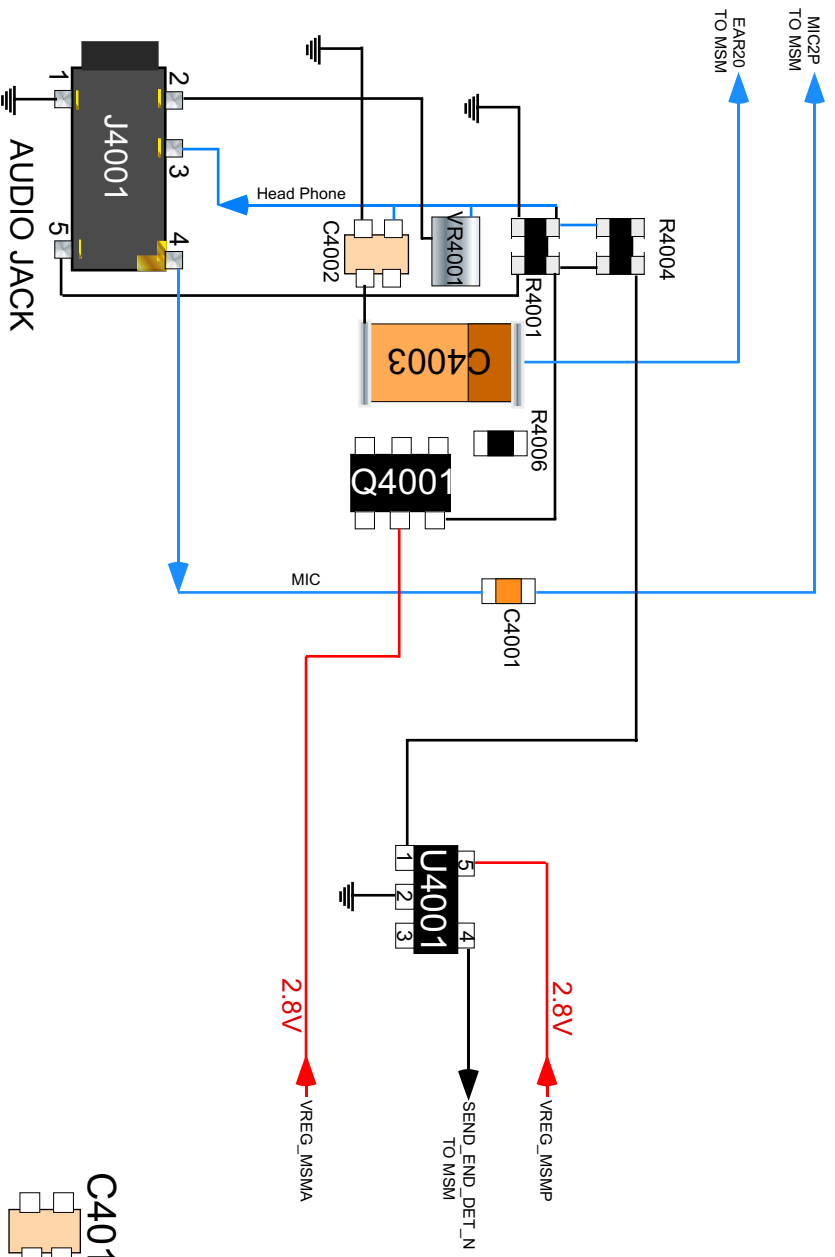 MIC2P
TO MSM
EAR20
TO MSM
1
2
3
4
5
J4001
AUDIO JACK
Head Phone
C4002
VR4001
R4001
R4004
C4003
R4006
Q4001
MIC
C4001
1
2
3
4
5
U4001
2.8V
2.8V
VREG_MSMA
SEND_END_DET_N
TO MSM
VREG_MSMP